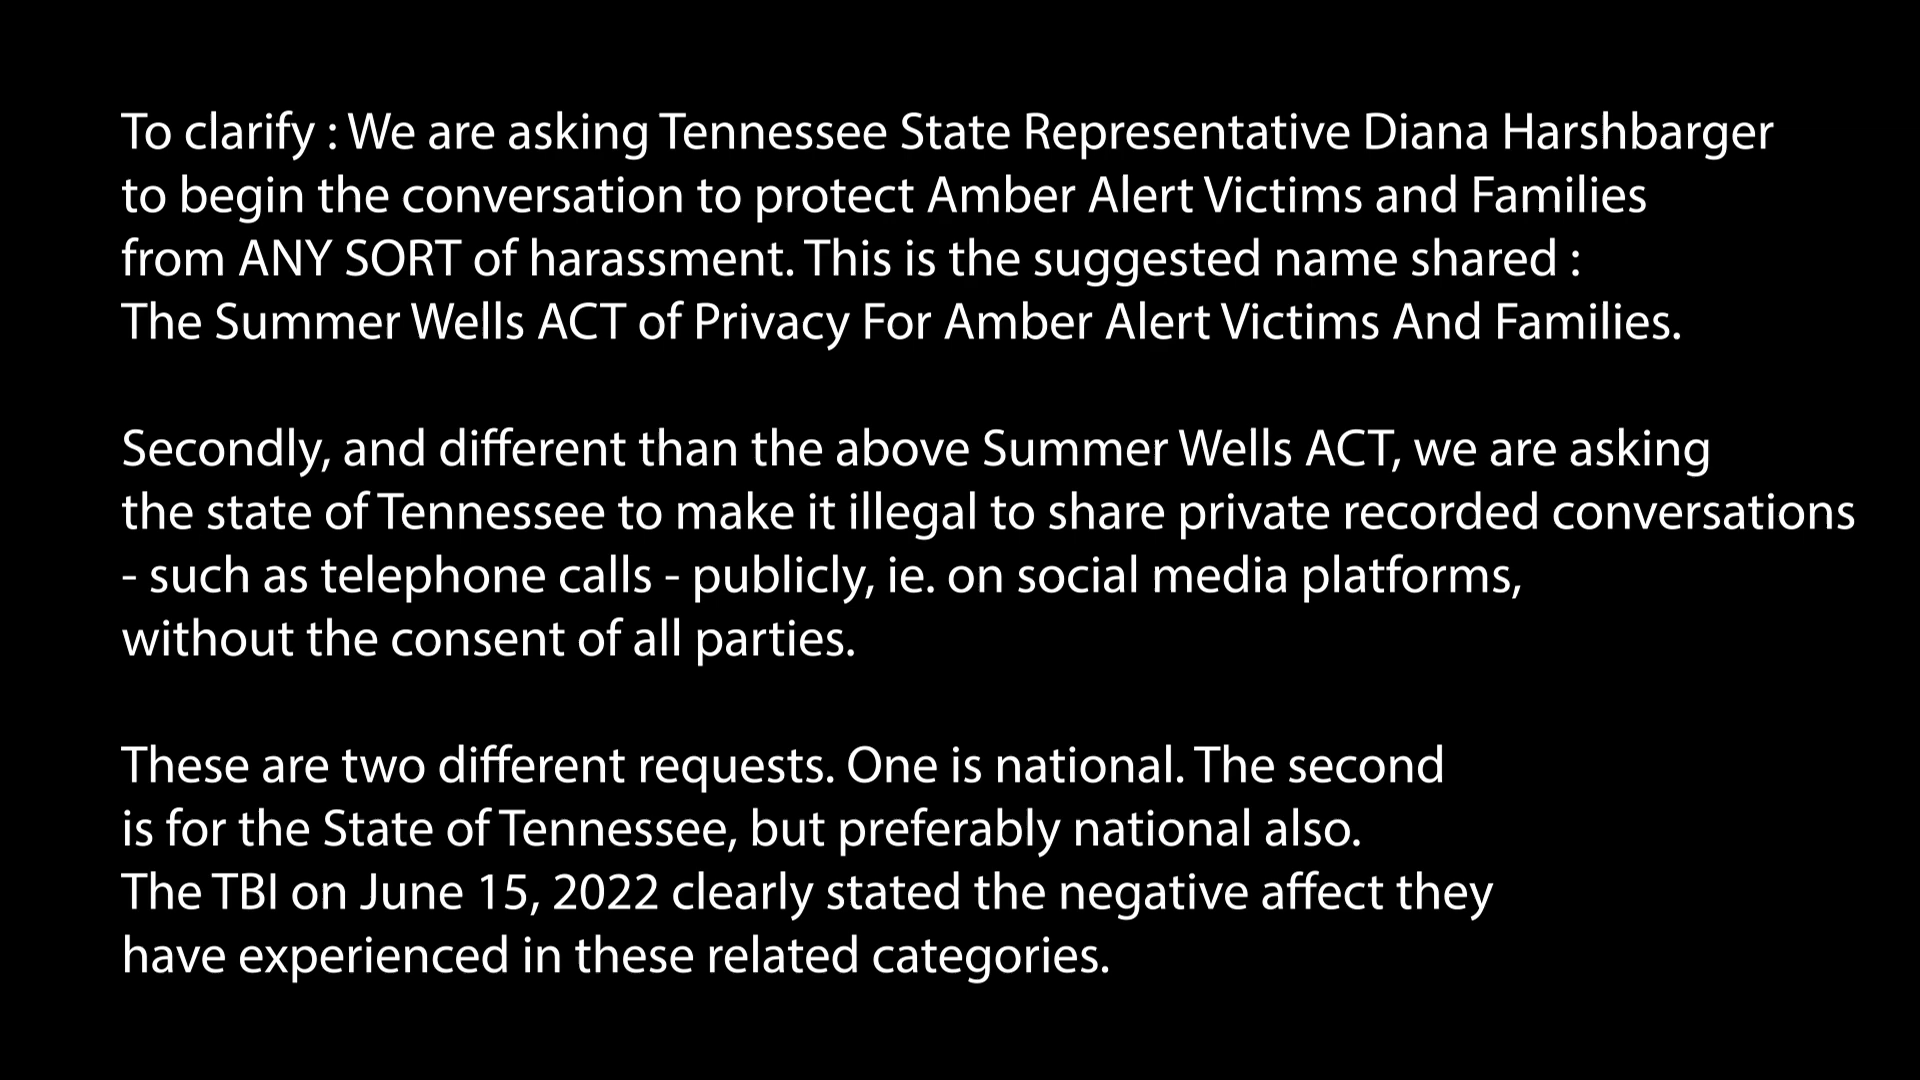 To clarify : We are asking Tennessee State Representative Diana Harshbarger
to begin the conversation to protect Amber Alert Victims and Families
from ANY SORT of harassment. This is the suggested name shared :
The Summer Wells ACT of Privacy For Amber Alert Victims And Families.
Secondly, and different than the above Summer Wells ACT, we are asking
the state of Tennessee to make it illegal to share private recorded conversations
- such as telephone calls - publicly, ie. on social media platforms,
without the consent of all parties.
These are two different requests. One is national. The second
is for the State of Tennessee, but preferably national also.
The TBI on June 15, 2022 clearly stated the negative affect they
have experienced in these related categories.